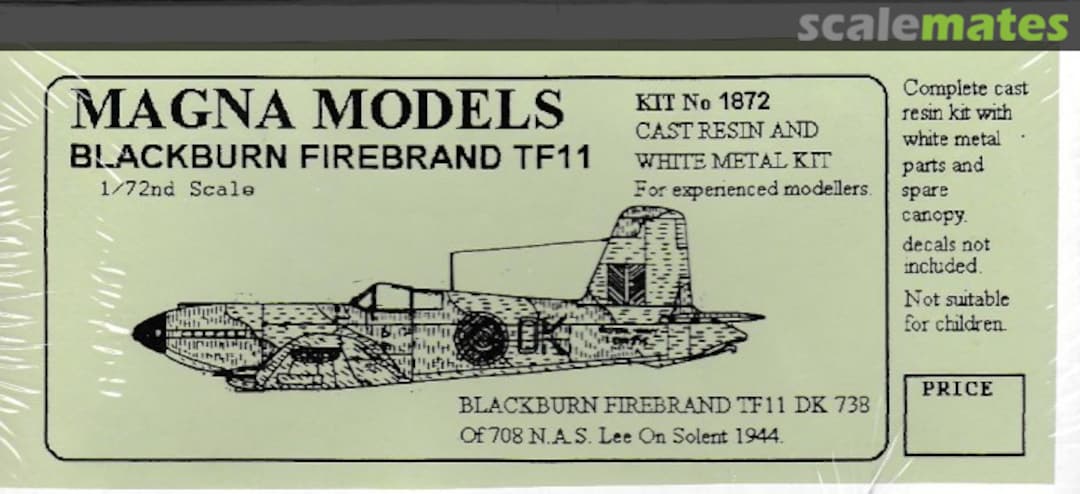 scalemates
MAGNA MODELS
BLACKBURN FIREBRAND TF11
1/72nd Scale
KIT No 1872
CAST RESIN AND
WHITE METAL KIT
For experienced modellers.
DK
BLACKBURN FIREBRAND TF11 DK 738
Of 708 N.A.S. Lee On Solent 1944.
Complete cast
resin kit with
white metal
parts and
spare
canopy.
decals not
included.
Not suitable
for children.
PRICE